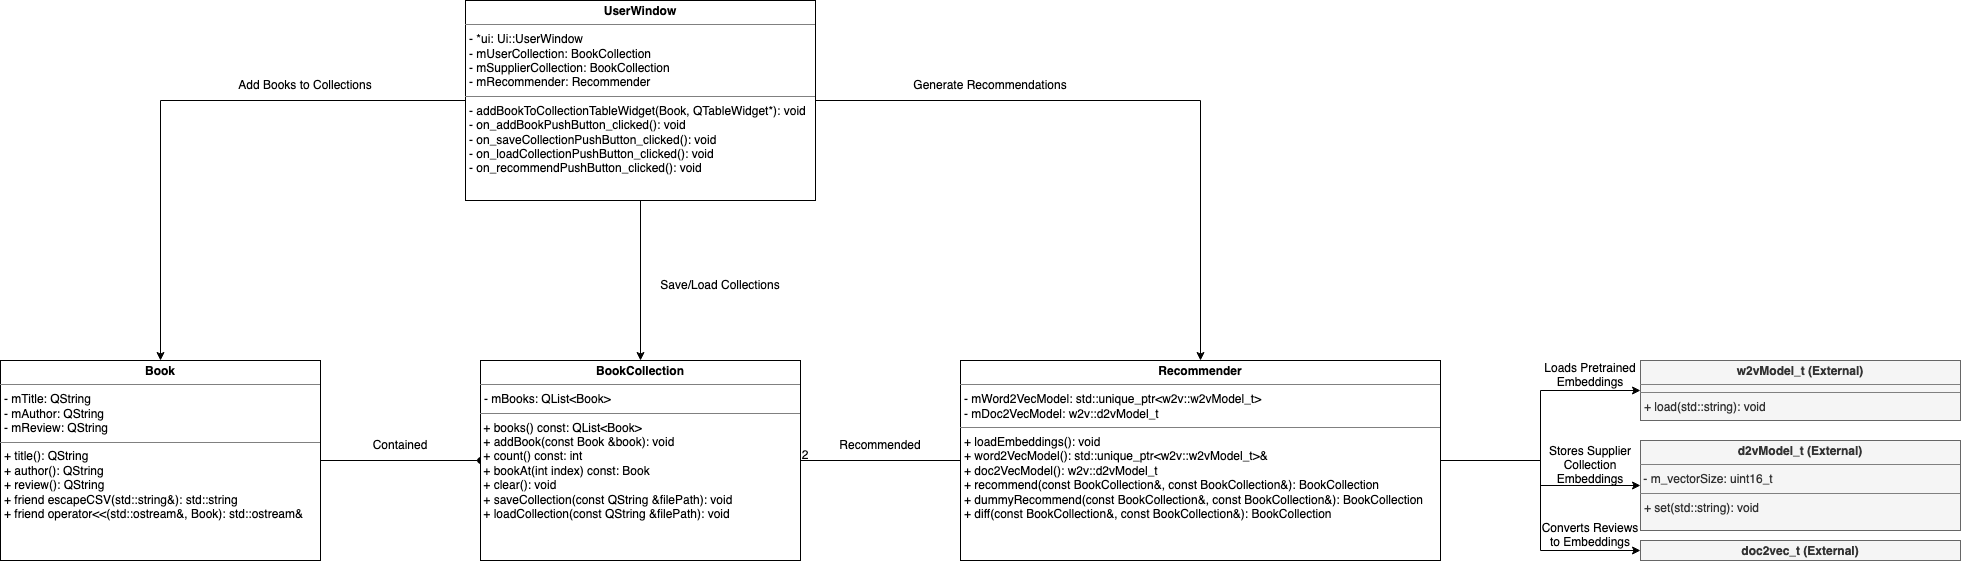 UserWindow
- *ui: Ui::UserWindow
- mUserCollection: BookCollection
- mSupplierCollection: BookCollection
- mRecommender: Recommender
- addBookToCollectionTableWidget(Book, QTableWidget*): void
- on_addBookPushButton_clicked(): void
- on_saveCollectionPushButton_clicked(): void
- on_loadCollectionPushButton_clicked(): void
- on_recommendPushButton_clicked(): void
Add Books to Collections
Generate Recommendations
Save/Load Collections
Book
- mTitle: QString
- mAuthor: QString
- mReview: QString
+ title(): QString
+ author(): QString
+ review(): QString
+ friend escapeCSV(std::string&): std::string
+ friend operator<<(std::ostream&, Book): std::ostream&
Contained
BookCollection
- mBooks: QList<Book>
+ books() const: QList<Book>
+ addBook(const Book &book): void
+ count() const: int
+ bookAt(int index) const: Book
+ clear(): void
+ saveCollection(const QString &filePath): void
+ loadCollection(const QString &filePath): void
2
Recommended
Recommender
- mWord2VecModel: std::unique_ptr<w2v::w2vModel_t>
- mDoc2VecModel: w2v::d2vModel_t
+ loadEmbeddings(): void
+ word2VecModel(): std::unique_ptr<w2v::w2vModel_t>&
+ doc2VecModel(): w2v::d2vModel_t
+ recommend(const BookCollection&, const BookCollection&): BookCollection
+ dummyRecommend(const BookCollection&, const BookCollection&): BookCollection
+ diff(const BookCollection&, const BookCollection&): BookCollection
Loads Pretrained
Embeddings
w2vModel_t (External)
+ load(std::string): void
Stores Supplier
Collection
Embeddings
d2vModel_t (External)
- m_vectorSize: uint16_t
+ set(std::string): void
Converts Reviews
to Embeddings
doc2vec_t (External)